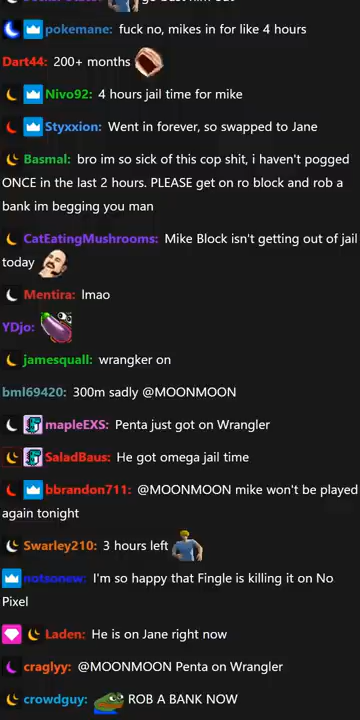 pokemane: fuck no, mikes in for like 4 hours
Dart44: 200+ months
Nivo92: 4 hours jail time for mike
Styxxion: Went in forever, so swapped to Jane
Basmal: bro im so sick of this cop shit, i haven't pogged
ONCE in the last 2 hours. PLEASE get on ro block and rob a
bank im begging you man
CatEatingMushrooms: Mike Block isn't getting out of jail
today
Mentira: lmao
YDjo:
jamesquall: wrangker on
bml69420: 300m sadly @MOONMOON
mapleEXS: Penta just got on Wrangler
SaladBaus: He got omega jail time
bbrandon711: @MOONMOON mike won't be played
again tonight
Swarley210: 3 hours left
notsonew: I'm so happy that Fingle is killing it on No
Pixel
Laden: He is on Jane right now
craglyy: @MOONMOON Penta on Wrangler
crowdguy: ROB A BANK NOW